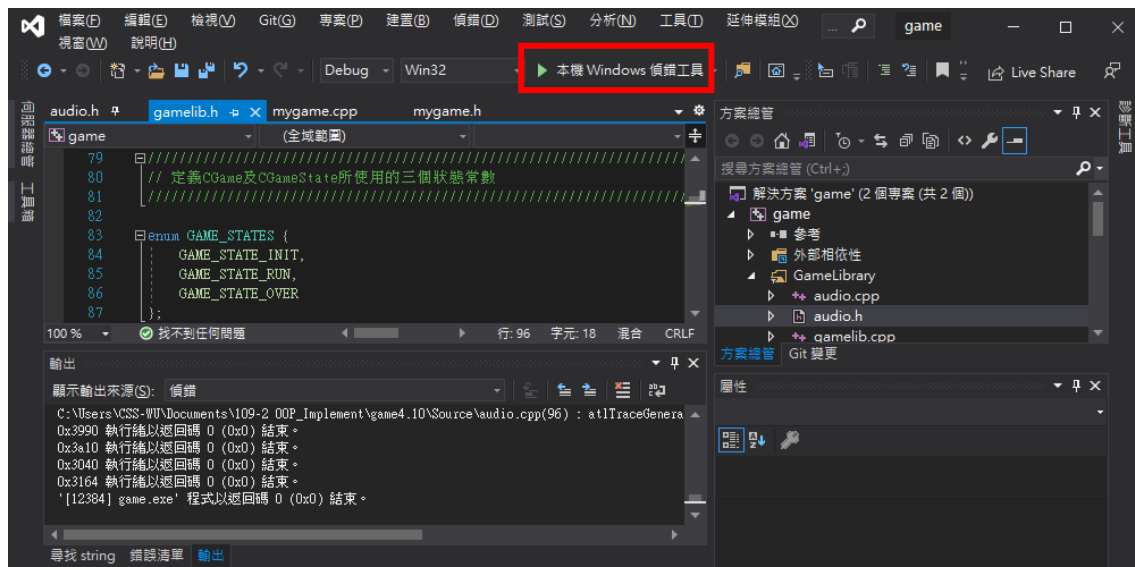 檔案(F) 編輯(E) 檢視(V) Git(G) 專案(P) 建置(B) 偵錯(D) 測試(S) 分析(N) 工具(T) 延伸模組(X) ... game
視窗(W) 說明(H)
Debug Win32 本機 Windows 偵錯工具 Live Share
伺服器總管 工具箱
audio.h gamelib.h mygame.cpp mygame.h
game (全域範圍)
79 ////////////////////////////////////////////////////////////////////
80 // 定義CGame及CGameState所使用的三個狀態常數
81 ////////////////////////////////////////////////////////////////////
82
83 enum GAME_STATES {
84 GAME_STATE_INIT,
85 GAME_STATE_RUN,
86 GAME_STATE_OVER
87 };
100 % 找不到任何問題 行: 96 字元: 18 混合 CRLF
輸出
顯示輸出來源(S): 偵錯
C:\Users\CSS-WU\Documents\109-2 OOP_Implement\game4.10\Source\audio.cpp(96) : atlTraceGenera
0x3990 執行緒以返回碼 0 (0x0) 結束。
0x3a10 執行緒以返回碼 0 (0x0) 結束。
0x3040 執行緒以返回碼 0 (0x0) 結束。
0x3164 執行緒以返回碼 0 (0x0) 結束。
'[12384] game.exe' 程式以返回碼 0 (0x0) 結束。
尋找 string 錯誤清單 輸出
方案總管
搜尋方案總管 (Ctrl+;)
解決方案 'game' (2 個專案 (共 2 個))
game
參考
外部相依性
GameLibrary
audio.cpp
audio.h
gamelib.cpp
方案總管 Git 變更
屬性
診斷工具